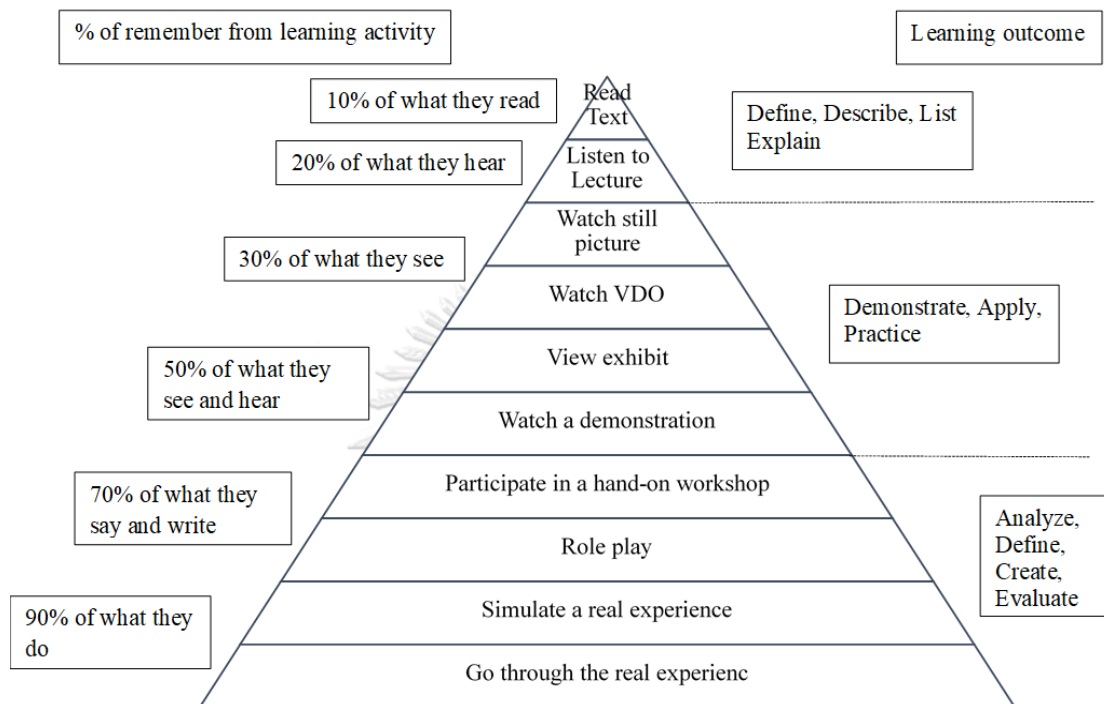 % of remember from learning activity
Learning outcome
10% of what they read
Read
Text
Define, Describe, List
Explain
20% of what they hear
Listen to
Lecture
30% of what they see
Watch still
picture
Watch VDO
Demonstrate, Apply,
Practice
50% of what they
see and hear
View exhibit
Watch a demonstration
70% of what they
say and write
Participate in a hand-on workshop
Role play
Analyze,
Define,
Create,
Evaluate
90% of what they
do
Simulate a real experience
Go through the real experienc